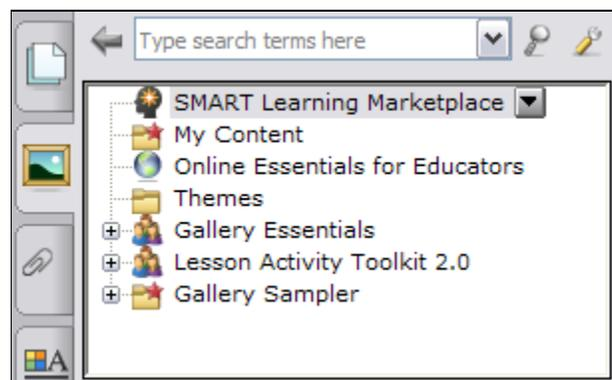 Type search terms here
SMART Learning Marketplace
My Content
Online Essentials for Educators
Themes
Gallery Essentials
Lesson Activity Toolkit 2.0
Gallery Sampler
A